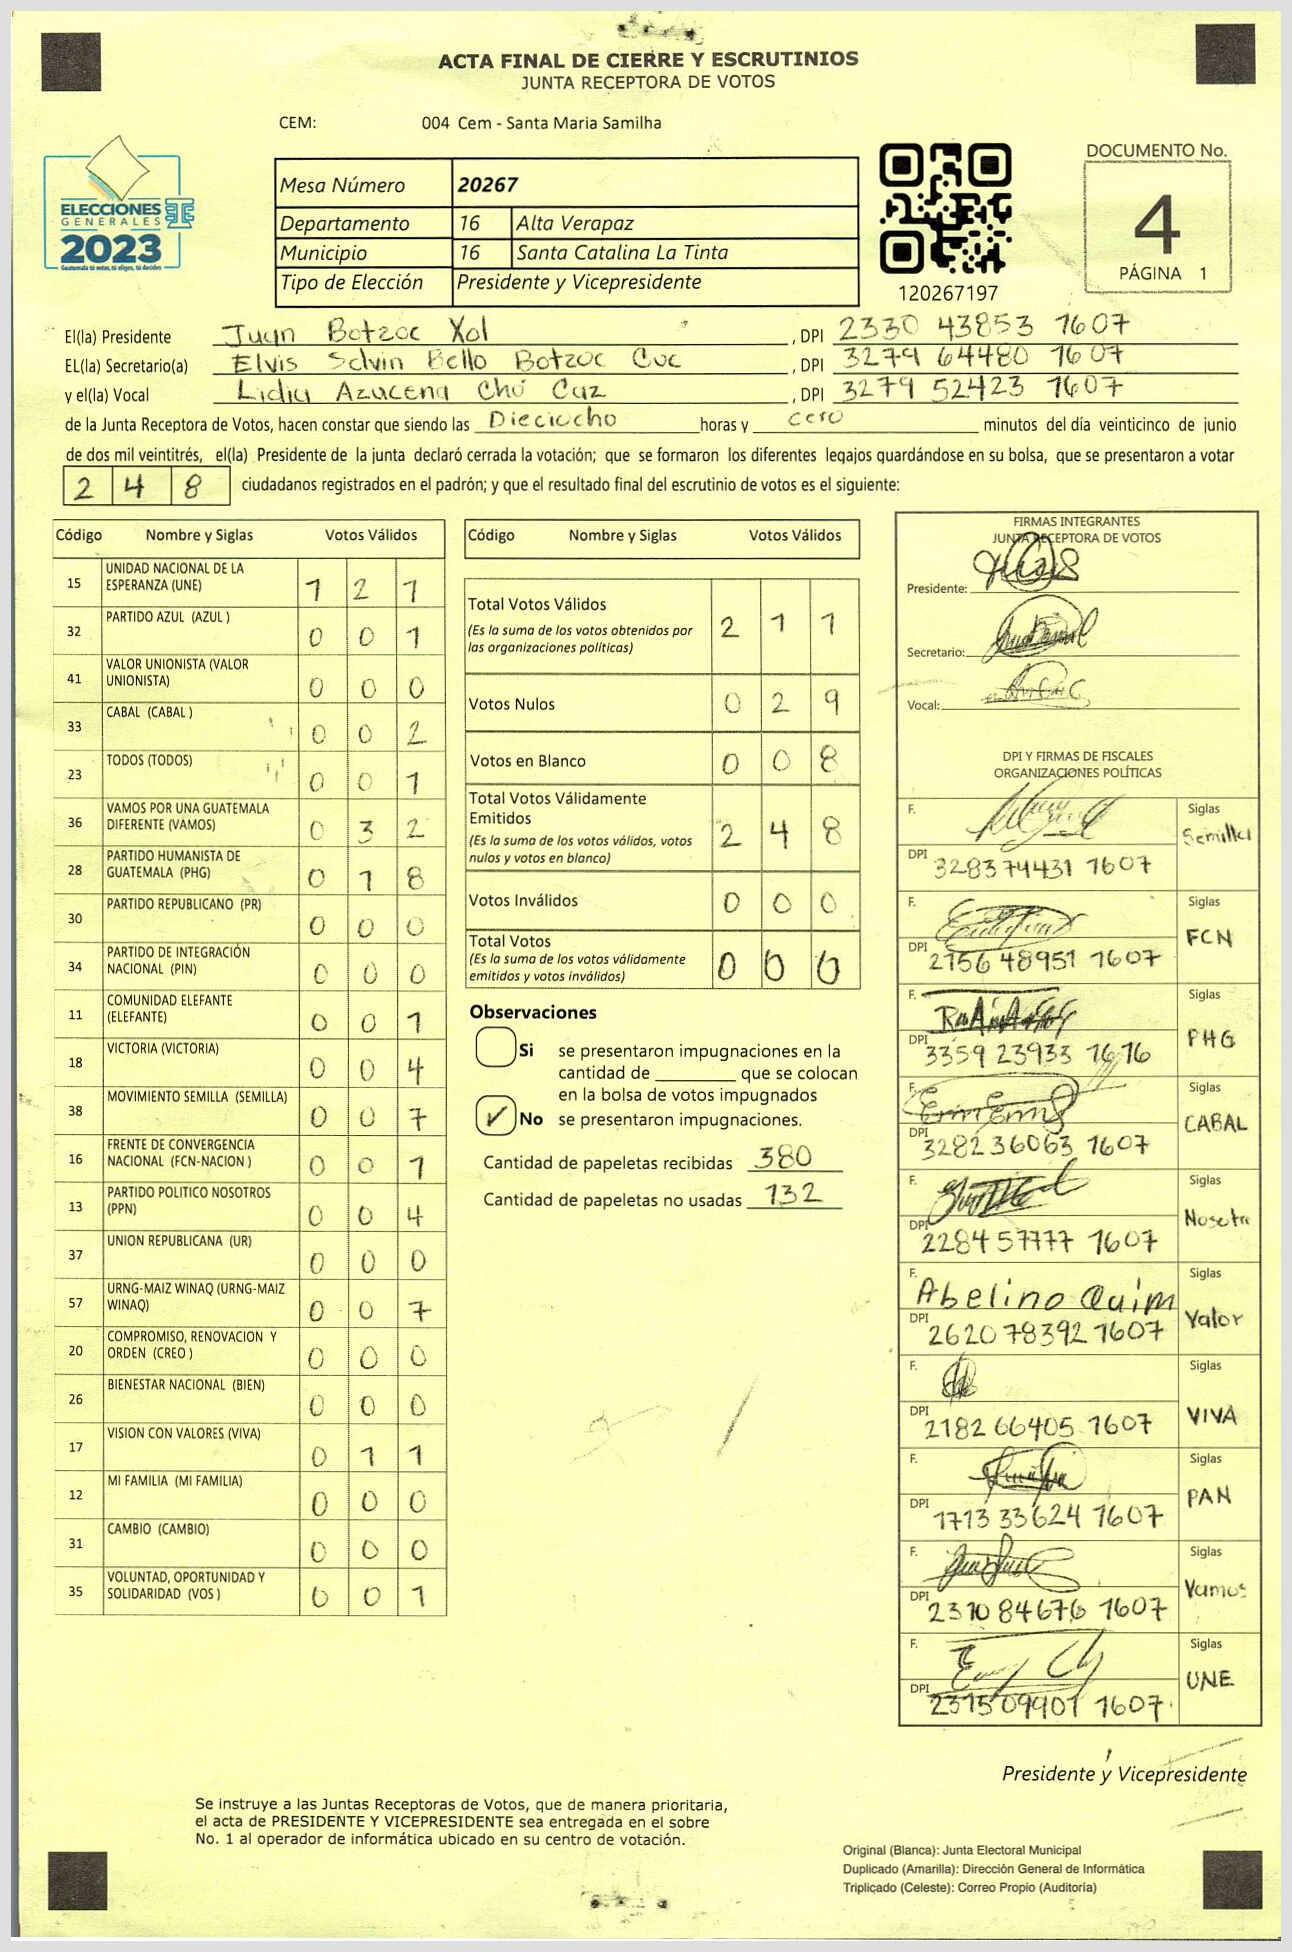 ACTA FINAL DE CIERRE Y ESCRUTINIOS
JUNTA RECEPTORA DE VOTOS
CEM: 004 Cem - Santa Maria Samilha
ELECCIONES
GENERALES
2023
Guatemala tú votas, tú eliges, tú decides
Mesa Número 20267
Departamento 16 Alta Verapaz
Municipio 16 Santa Catalina La Tinta
Tipo de Elección Presidente y Vicepresidente
120267197
DOCUMENTO No.
4
PÁGINA 1
El(la) Presidente Juan Botzoc Xol , DPI 2330 43853 1607
EL(la) Secretario(a) Elvis Selvin Bello Botzoc Cuc , DPI 3279 64480 1607
y el(la) Vocal Lidia Azucena Chó Caz , DPI 3279 52423 1607
de la Junta Receptora de Votos, hacen constar que siendo las Dieciocho horas y cero minutos del día veinticinco de junio
de dos mil veintitrés, el(la) Presidente de la junta declaró cerrada la votación; que se formaron los diferentes legajos guardándose en su bolsa, que se presentaron a votar
2 4 8 ciudadanos registrados en el padrón; y que el resultado final del escrutinio de votos es el siguiente:
Código Nombre y Siglas Votos Válidos
15 UNIDAD NACIONAL DE LA
ESPERANZA (UNE) 1 2 1
32 PARTIDO AZUL (AZUL ) 0 0 1
41 VALOR UNIONISTA (VALOR
UNIONISTA) 0 0 0
33 CABAL (CABAL ) 0 0 2
23 TODOS (TODOS) 0 0 1
36 VAMOS POR UNA GUATEMALA
DIFERENTE (VAMOS) 0 3 2
28 PARTIDO HUMANISTA DE
GUATEMALA (PHG) 0 1 8
30 PARTIDO REPUBLICANO (PR) 0 0 0
34 PARTIDO DE INTEGRACIÓN
NACIONAL (PIN) 0 0 0
11 COMUNIDAD ELEFANTE
(ELEFANTE) 0 0 1
18 VICTORIA (VICTORIA) 0 0 4
38 MOVIMIENTO SEMILLA (SEMILLA) 0 0 7
16 FRENTE DE CONVERGENCIA
NACIONAL (FCN-NACION ) 0 0 1
13 PARTIDO POLITICO NOSOTROS
(PPN) 0 0 4
37 UNION REPUBLICANA (UR) 0 0 0
57 URNG-MAIZ WINAQ (URNG-MAIZ
WINAQ) 0 0 7
20 COMPROMISO, RENOVACION Y
ORDEN (CREO ) 0 0 0
26 BIENESTAR NACIONAL (BIEN) 0 0 0
17 VISION CON VALORES (VIVA) 0 1 1
12 MI FAMILIA (MI FAMILIA) 0 0 0
31 CAMBIO (CAMBIO) 0 0 0
35 VOLUNTAD, OPORTUNIDAD Y
SOLIDARIDAD (VOS ) 0 0 1
Código Nombre y Siglas Votos Válidos
Total Votos Válidos 2 1 1
(Es la suma de los votos obtenidos por
las organizaciones políticas)
Votos Nulos 0 2 9
Votos en Blanco 0 0 8
Total Votos Válidamente
Emitidos 2 4 8
(Es la suma de los votos válidos, votos
nulos y votos en blanco)
Votos Inválidos 0 0 0
Total Votos 0 0 0
(Es la suma de los votos válidamente
emitidos y votos inválidos)
Observaciones
Si se presentaron impugnaciones en la
cantidad de ________ que se colocan
en la bolsa de votos impugnados
No se presentaron impugnaciones.
Cantidad de papeletas recibidas 380
Cantidad de papeletas no usadas 132
FIRMAS INTEGRANTES
JUNTA RECEPTORA DE VOTOS
Presidente:
Secretario:
Vocal:
DPI Y FIRMAS DE FISCALES
ORGANIZACIONES POLÍTICAS
F. Siglas
Semilla
DPI 328374431 1607
F. Siglas
FCN
DPI 2156 48951 1607
F. Siglas
PHG
DPI 3359 23933 1616
F. Siglas
CABAL
DPI 3282 36063 1607
F. Siglas
Nosotr
DPI 2284 57777 1607
F. Abelino Quim Siglas
Valor
DPI 2620 78392 1607
F. Siglas
VIVA
DPI 2182 66405 1607
F. Siglas
PAN
DPI 1713 33624 1607
F. Siglas
Vamos
DPI 2310 84676 1607
F. Siglas
UNE
DPI 2315 09901 1607
Presidente y Vicepresidente
Se instruye a las Juntas Receptoras de Votos, que de manera prioritaria,
el acta de PRESIDENTE Y VICEPRESIDENTE sea entregada en el sobre
No. 1 al operador de informática ubicado en su centro de votación.
Original (Blanca): Junta Electoral Municipal
Duplicado (Amarilla): Dirección General de Informática
Triplicado (Celeste): Correo Propio (Auditoría)